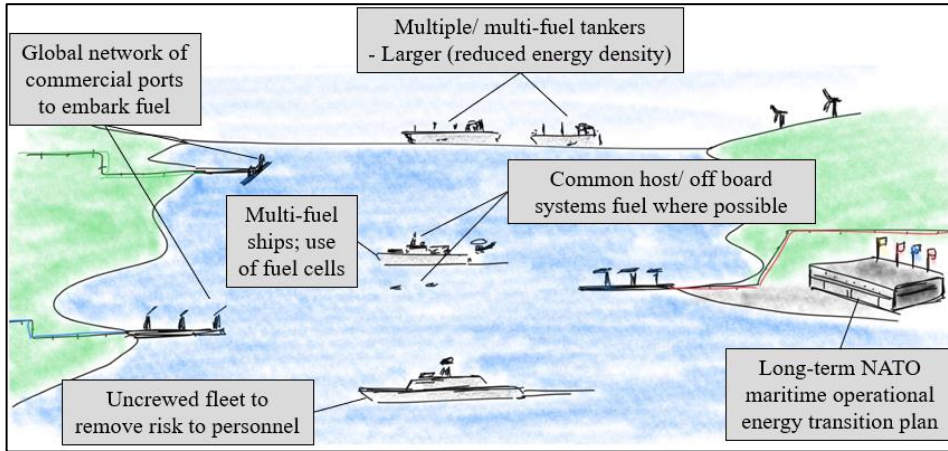 Global network of
commercial ports
to embark fuel
Multiple/ multi-fuel tankers
- Larger (reduced energy density)
Multi-fuel
ships; use
of fuel cells
Common host/ off board
systems fuel where possible
Uncrewed fleet to
remove risk to personnel
Long-term NATO
maritime operational
energy transition plan